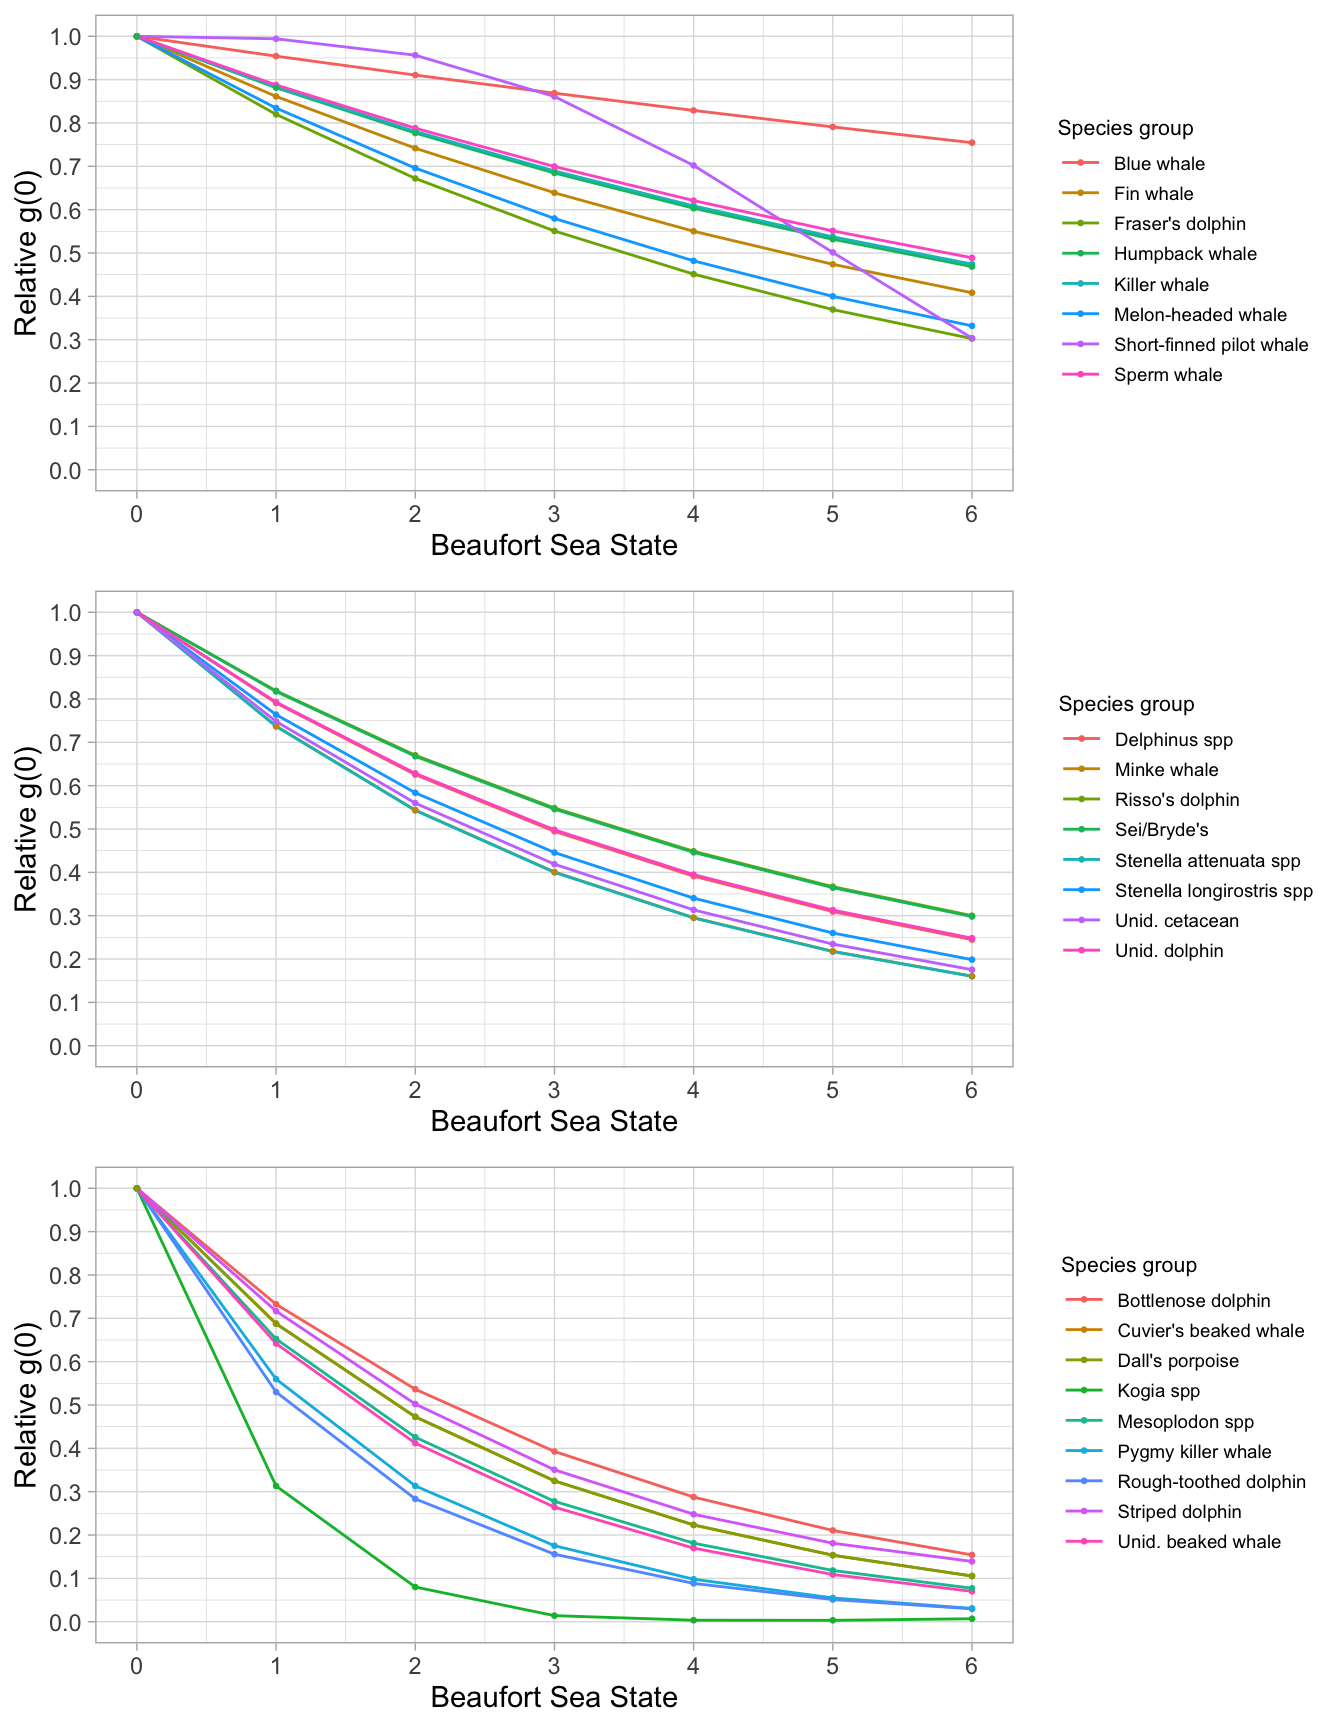 1.0
0.9
0.8
0.7
0.6
0.5
0.4
0.3
0.2
0.1
0.0
Relative g(0)
0 1 2 3 4 5 6
Beaufort Sea State
Species group
Blue whale
Fin whale
Fraser's dolphin
Humpback whale
Killer whale
Melon-headed whale
Short-finned pilot whale
Sperm whale
1.0
0.9
0.8
0.7
0.6
0.5
0.4
0.3
0.2
0.1
0.0
Relative g(0)
0 1 2 3 4 5 6
Beaufort Sea State
Species group
Delphinus spp
Minke whale
Risso's dolphin
Sei/Bryde's
Stenella attenuata spp
Stenella longirostris spp
Unid. cetacean
Unid. dolphin
1.0
0.9
0.8
0.7
0.6
0.5
0.4
0.3
0.2
0.1
0.0
Relative g(0)
0 1 2 3 4 5 6
Beaufort Sea State
Species group
Bottlenose dolphin
Cuvier's beaked whale
Dall's porpoise
Kogia spp
Mesoplodon spp
Pygmy killer whale
Rough-toothed dolphin
Striped dolphin
Unid. beaked whale